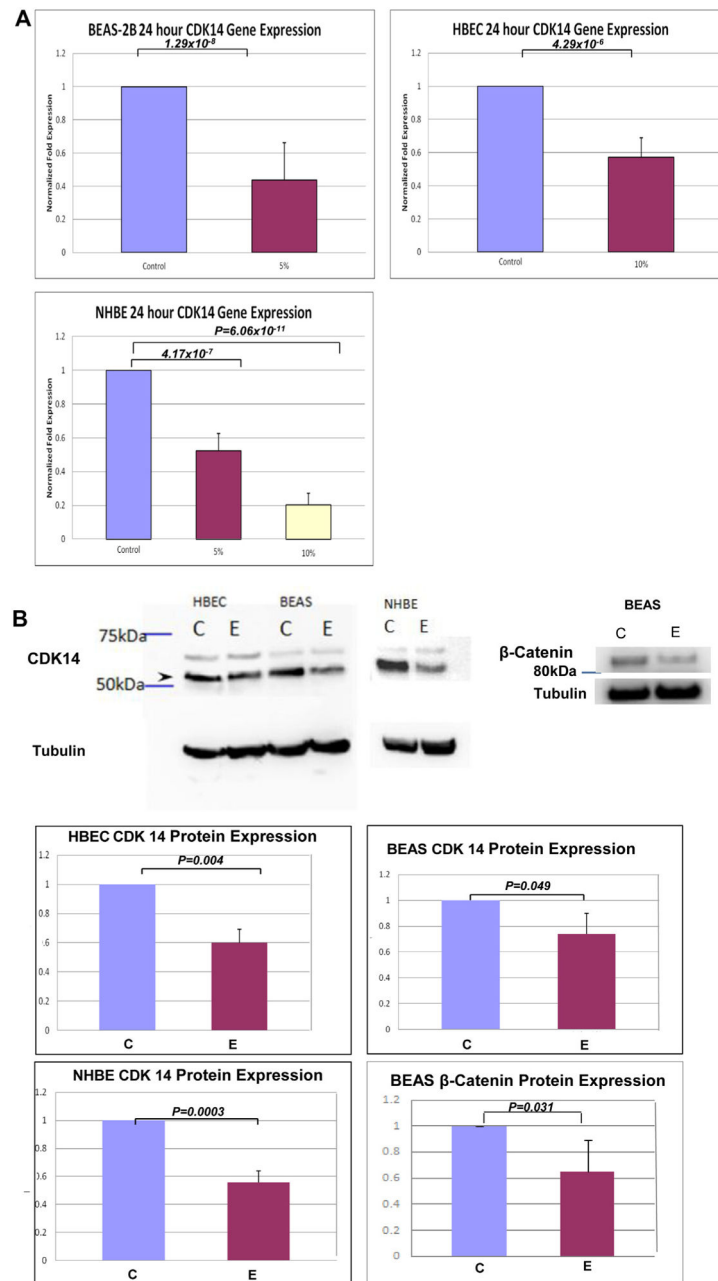 A
BEAS-2B 24 hour CDK14 Gene Expression
1.29x10⁻⁸
Normalized Fold Expression
1.2
1
0.8
0.6
0.4
0.2
0
Control
5%
HBEC 24 hour CDK14 Gene Expression
4.29x10⁻⁶
Normalized Fold Expression
1.2
1
0.8
0.6
0.4
0.2
0
Control
10%
NHBE 24 hour CDK14 Gene Expression
P=6.06x10⁻¹¹
4.17x10⁻⁷
Normalized Fold Expression
1.2
1
0.8
0.6
0.4
0.2
0
Control
5%
10%
B
HBEC BEAS NHBE
C E C E C E
75kDa
CDK14
50kDa
Tubulin
BEAS
C E
β-Catenin
80kDa
Tubulin
HBEC CDK 14 Protein Expression
P=0.004
1.2
1
0.8
0.6
0.4
0.2
0
C E
BEAS CDK 14 Protein Expression
P=0.049
1.2
1
0.8
0.6
0.4
0.2
0
C E
NHBE CDK 14 Protein Expression
P=0.0003
1.2
1
0.8
0.6
0.4
0.2
0
C E
BEAS β-Catenin Protein Expression
P=0.031
1.2
1
0.8
0.6
0.4
0.2
0
C E